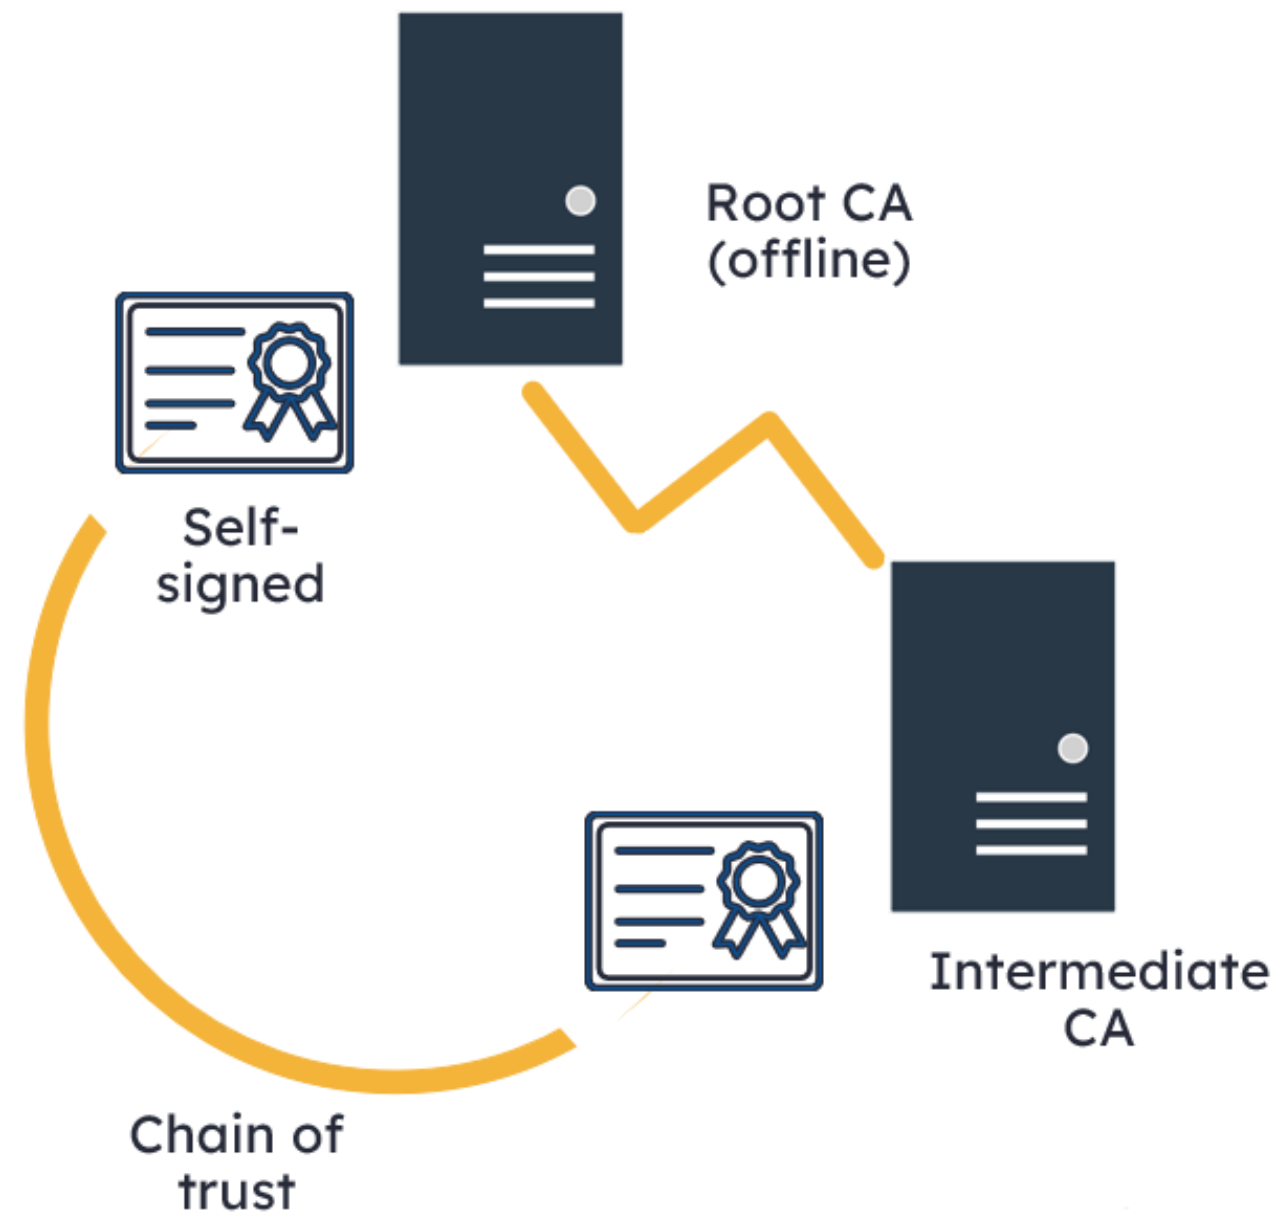 Root CA
(offline)
Self-
signed
Intermediate
CA
Chain of
trust